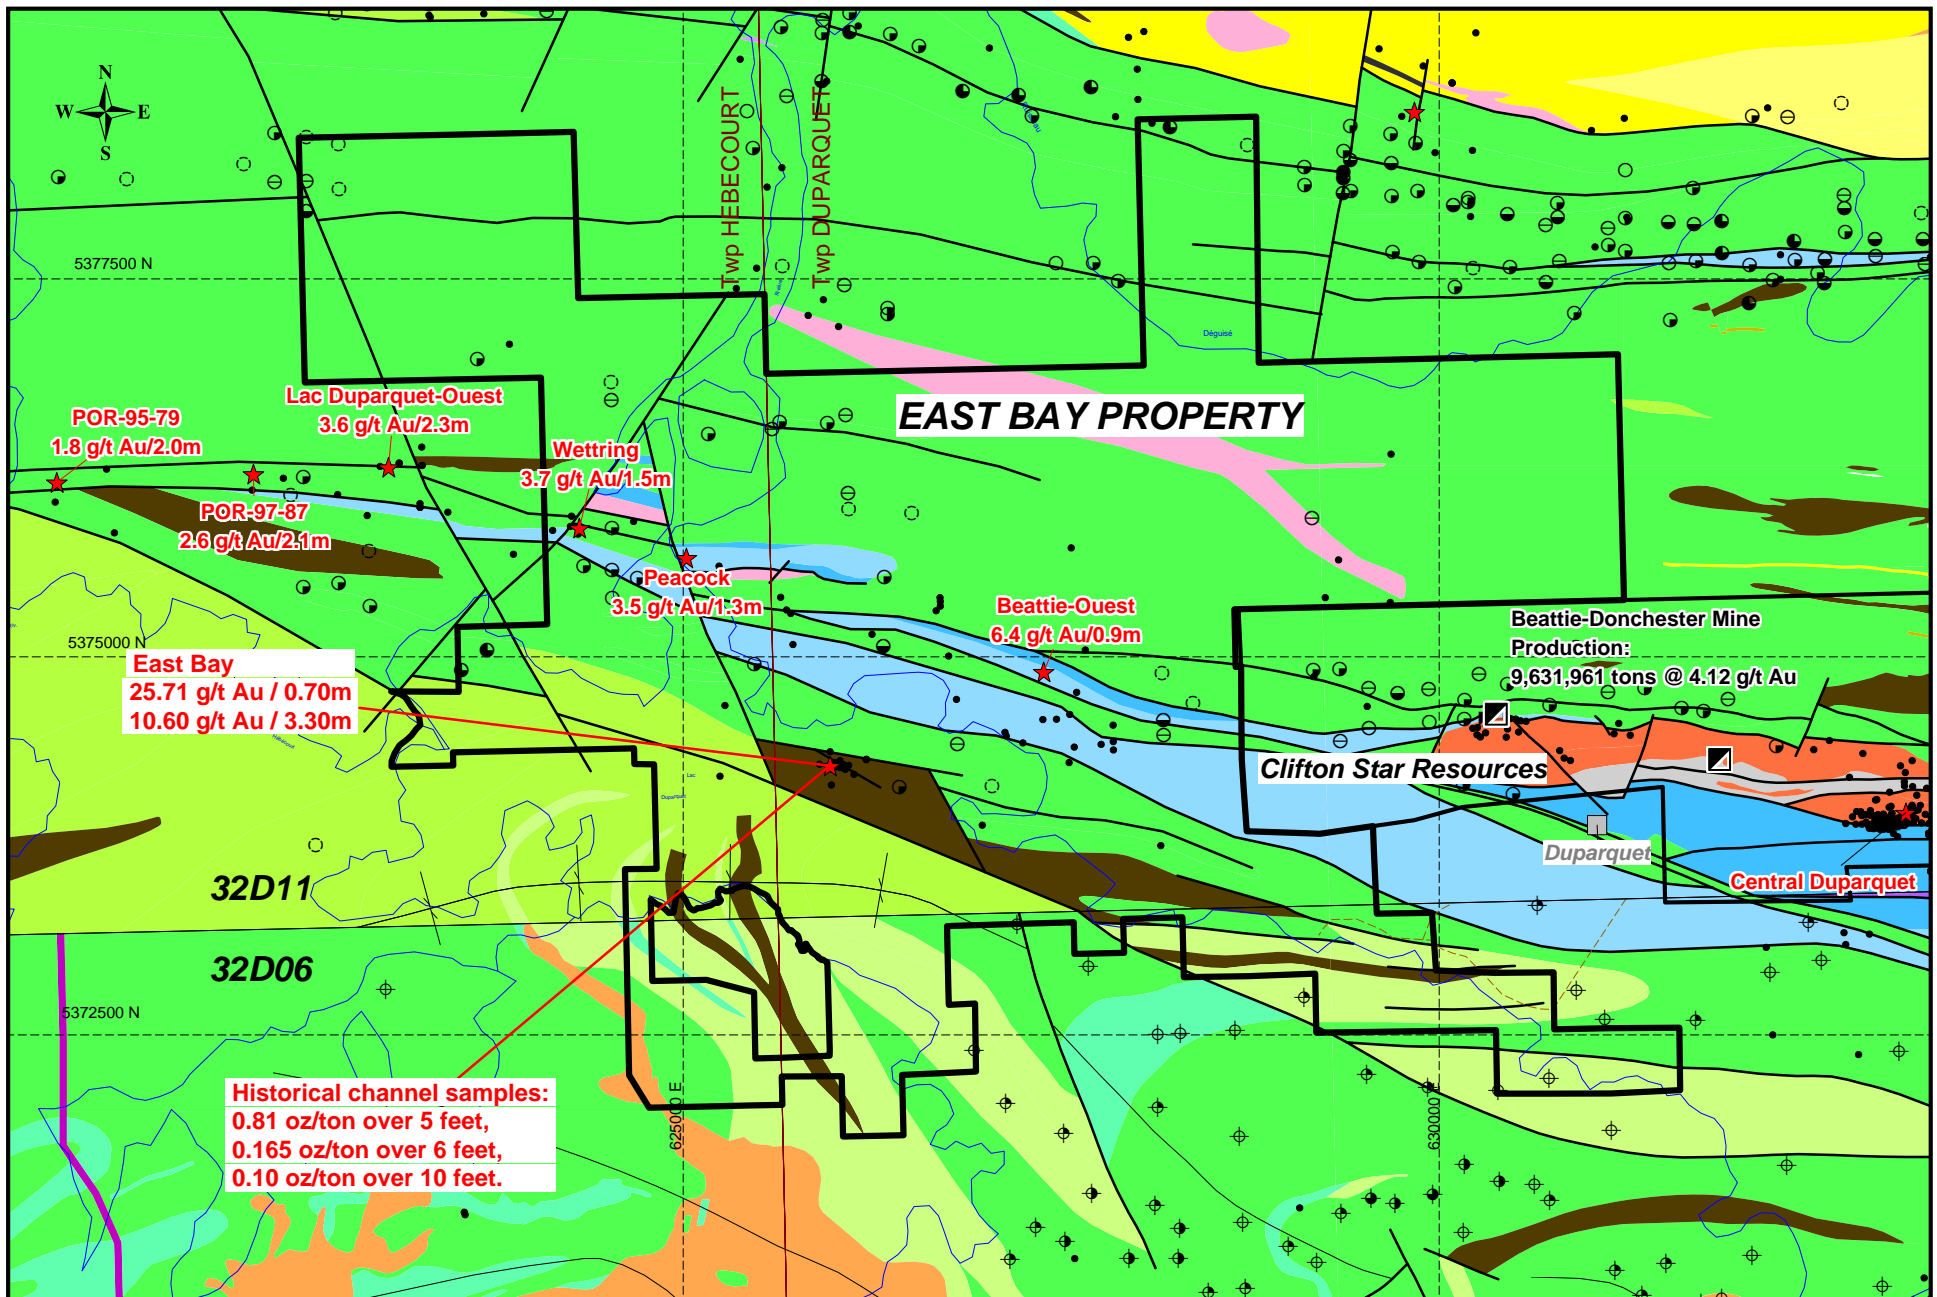 N
W E
S
Twp HEBECOURT
Twp DUPARQUET
5377500 N
Déguisé
EAST BAY PROPERTY
POR-95-79
1.8 g/t Au/2.0m
Lac Duparquet-Ouest
3.6 g/t Au/2.3m
Wettring
3.7 g/t Au/1.5m
POR-97-87
2.6 g/t Au/2.1m
Peacock
3.5 g/t Au/1.3m
Beattie-Ouest
6.4 g/t Au/0.9m
Beattie-Donchester Mine
Production:
9,631,961 tons @ 4.12 g/t Au
5375000 N
East Bay
25.71 g/t Au / 0.70m
10.60 g/t Au / 3.30m
Hébécourt
Lac
Duparquet
Clifton Star Resources
Duparquet
Central Duparquet
32D11
32D06
5372500 N
625000 E
630000 E
Historical channel samples:
0.81 oz/ton over 5 feet,
0.165 oz/ton over 6 feet,
0.10 oz/ton over 10 feet.